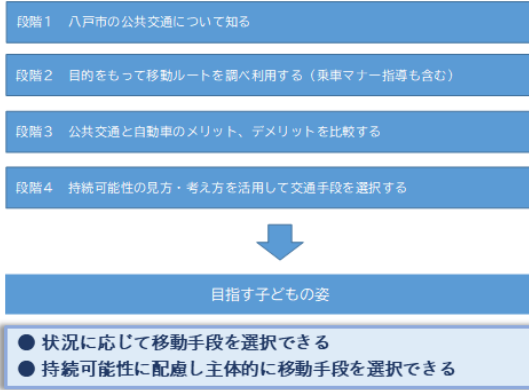 段階1 八戸市の公共交通について知る
段階2 目的をもって移動ルートを調べ利用する（乗車マナー指導も含む）
段階3 公共交通と自動車のメリット、デメリットを比較する
段階4 持続可能性の見方・考え方を活用して交通手段を選択する
目指す子どもの姿
● 状況に応じて移動手段を選択できる
● 持続可能性に配慮し主体的に移動手段を選択できる